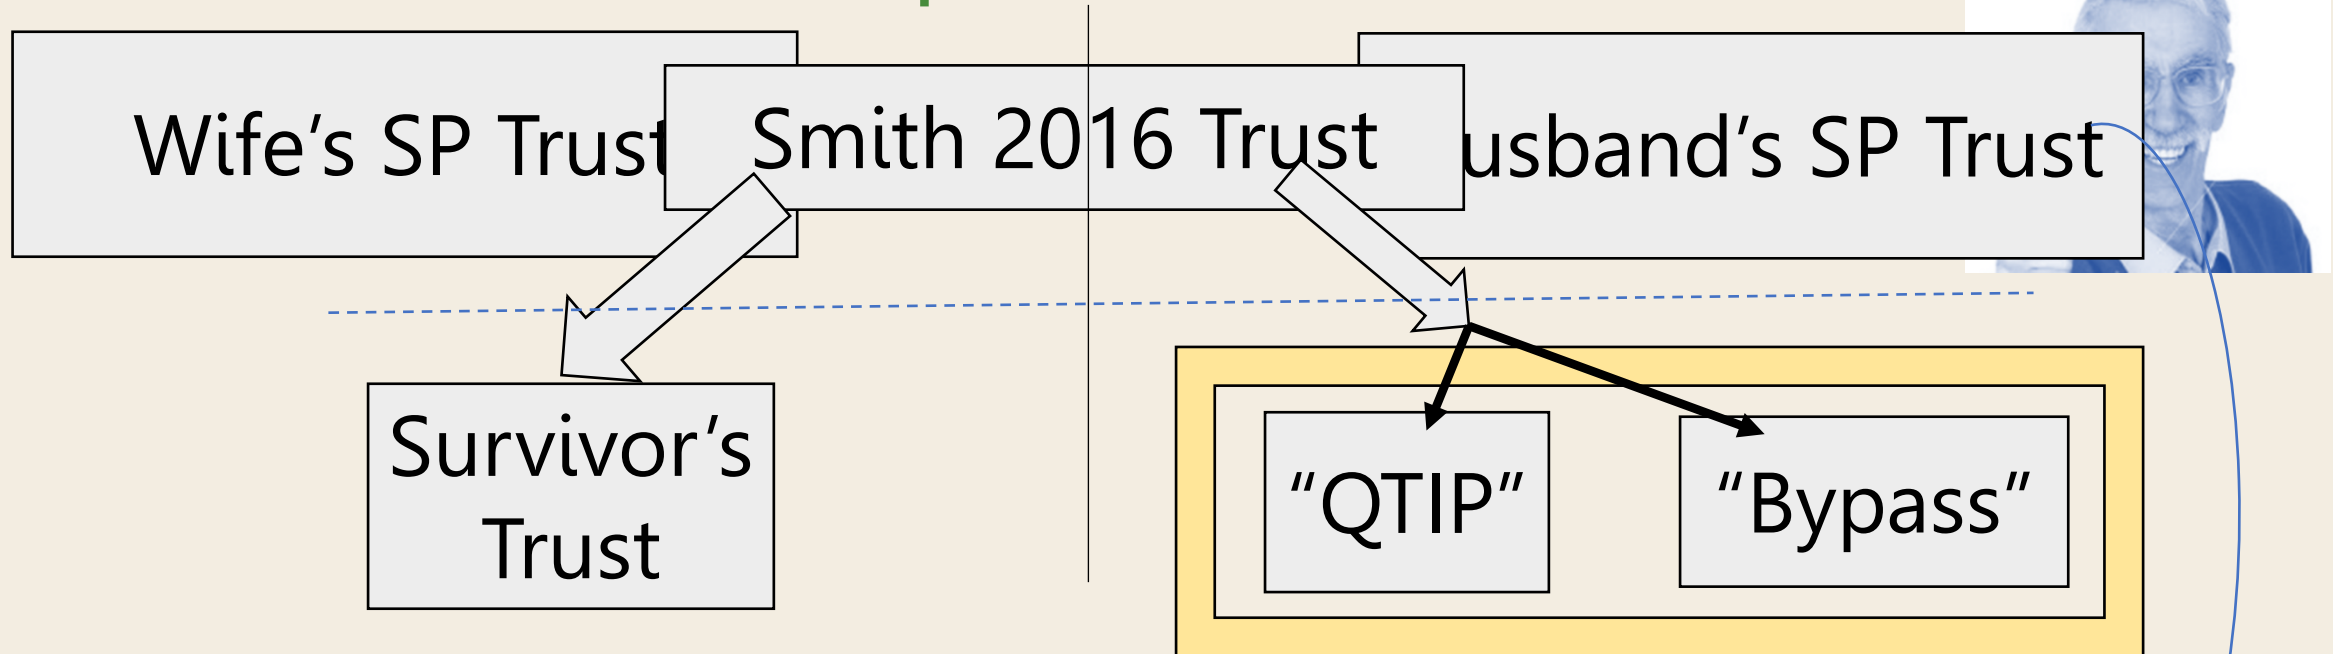 Wife’s SP Trust
Smith 2016 Trust
usband’s SP Trust
Survivor’s
Trust
“QTIP”
“Bypass”